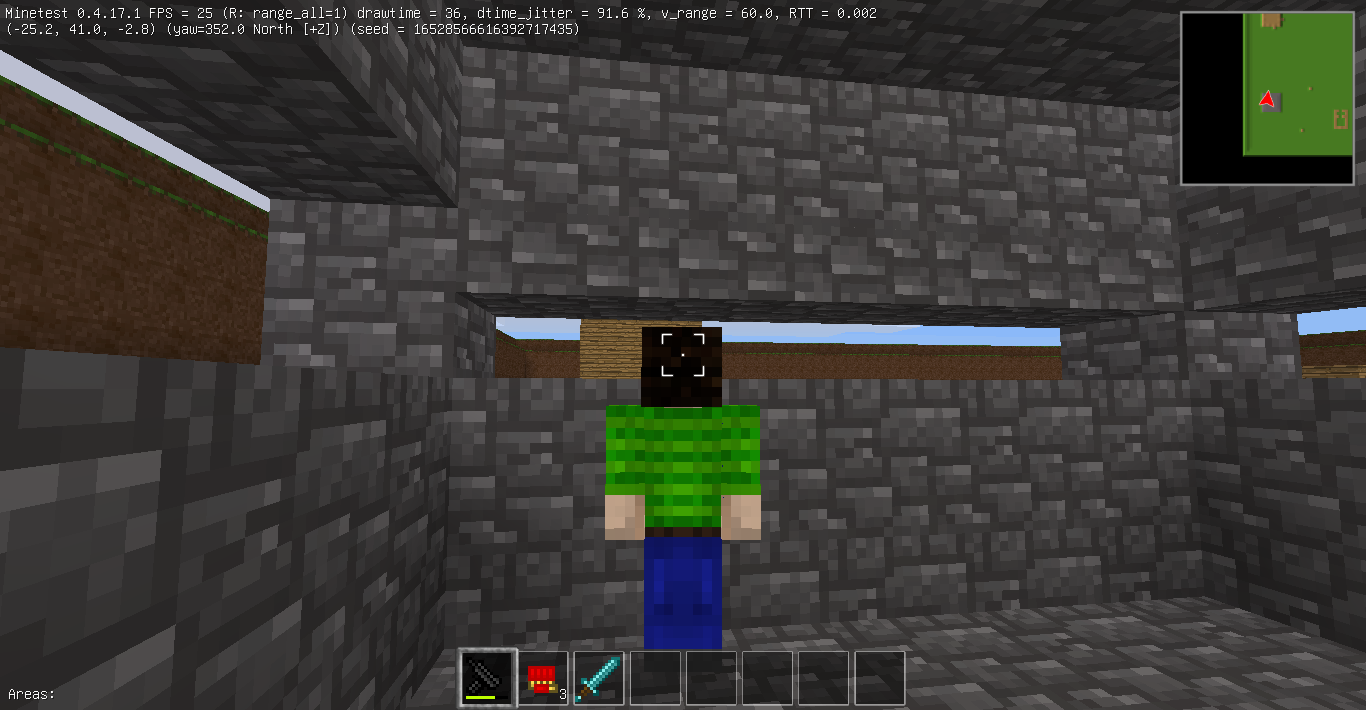 Minetest 0.4.17.1 FPS = 25 (R: range_all=1) drawtime = 36, dtime_jitter = 91.6 %, v_range = 60.0, RTT = 0.002
(-25.2, 41.0, -2.8) (yaw=352.0 North [+Z]) (seed = 16528566616392717435)
3
Areas: